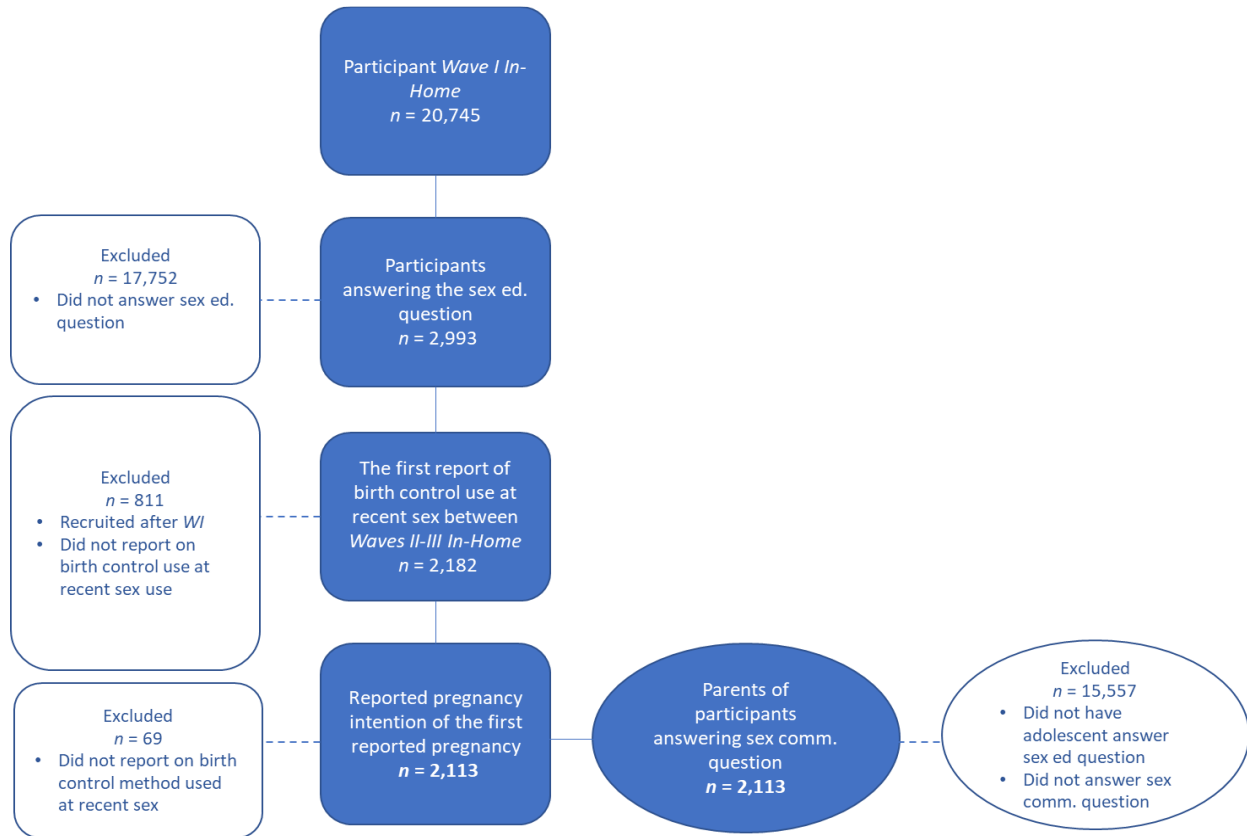 Participant Wave I In-
Home
n = 20,745
Excluded
n = 17,752
• Did not answer sex ed.
question
Participants
answering the sex ed.
question
n = 2,993
Excluded
n = 811
• Recruited after WI
• Did not report on
birth control use at
recent sex use
The first report of
birth control use at
recent sex between
Waves II-III In-Home
n = 2,182
Excluded
n = 69
• Did not report on birth
control method used
at recent sex
Reported pregnancy
intention of the first
reported pregnancy
n = 2,113
Parents of
participants
answering sex comm.
question
n = 2,113
Excluded
n = 15,557
• Did not have
adolescent answer
sex ed question
• Did not answer sex
comm. question